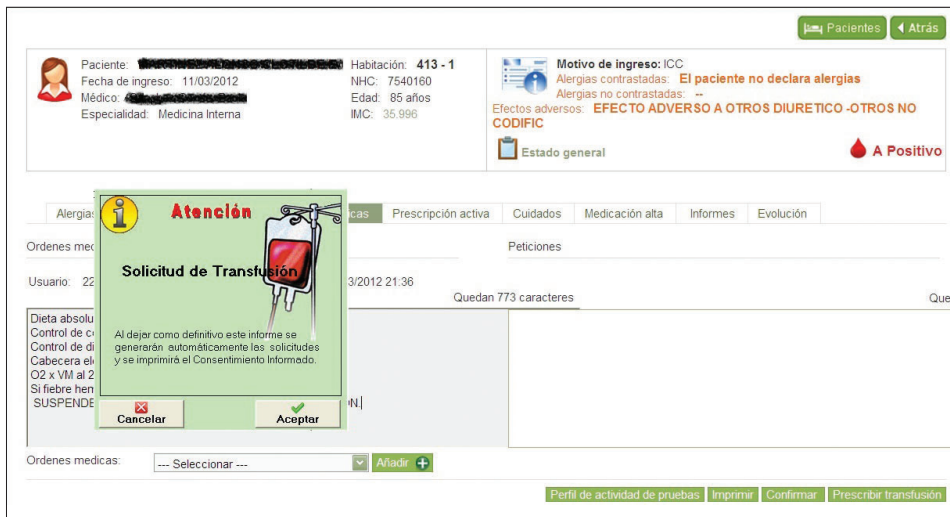 Pacientes
Atrás
Paciente:
Habitación: 413 - 1
Fecha de ingreso: 11/03/2012
NHC: 7540160
Médico:
Edad: 85 años
Especialidad: Medicina Interna
IMC: 35.996
Motivo de ingreso: ICC
Alergias contrastadas: El paciente no declara alergias
Alergias no contrastadas: --
Efectos adversos: EFECTO ADVERSO A OTROS DIURETICO -OTROS NO
CODIFIC
Estado general
A Positivo
Alergias
icas
Prescripción activa
Cuidados
Medicación alta
Informes
Evolución
Ordenes med
Peticiones
Usuario: 22
3/2012 21:36
Quedan 773 caracteres
Que
Dieta absolu
Control de c
Control de di
Cabecera el
O2 x VM al 2
Si fiebre hen
SUSPENDE
N.
Atención
Solicitud de Transfusión
Al dejar como definitivo este informe se
generarán automáticamente las solicitudes
y se imprimirá el Consentimiento Informado.
Cancelar
Aceptar
Ordenes medicas:
--- Seleccionar ---
Añadir
Perfil de actividad de pruebas
Imprimir
Confirmar
Prescribir transfusión